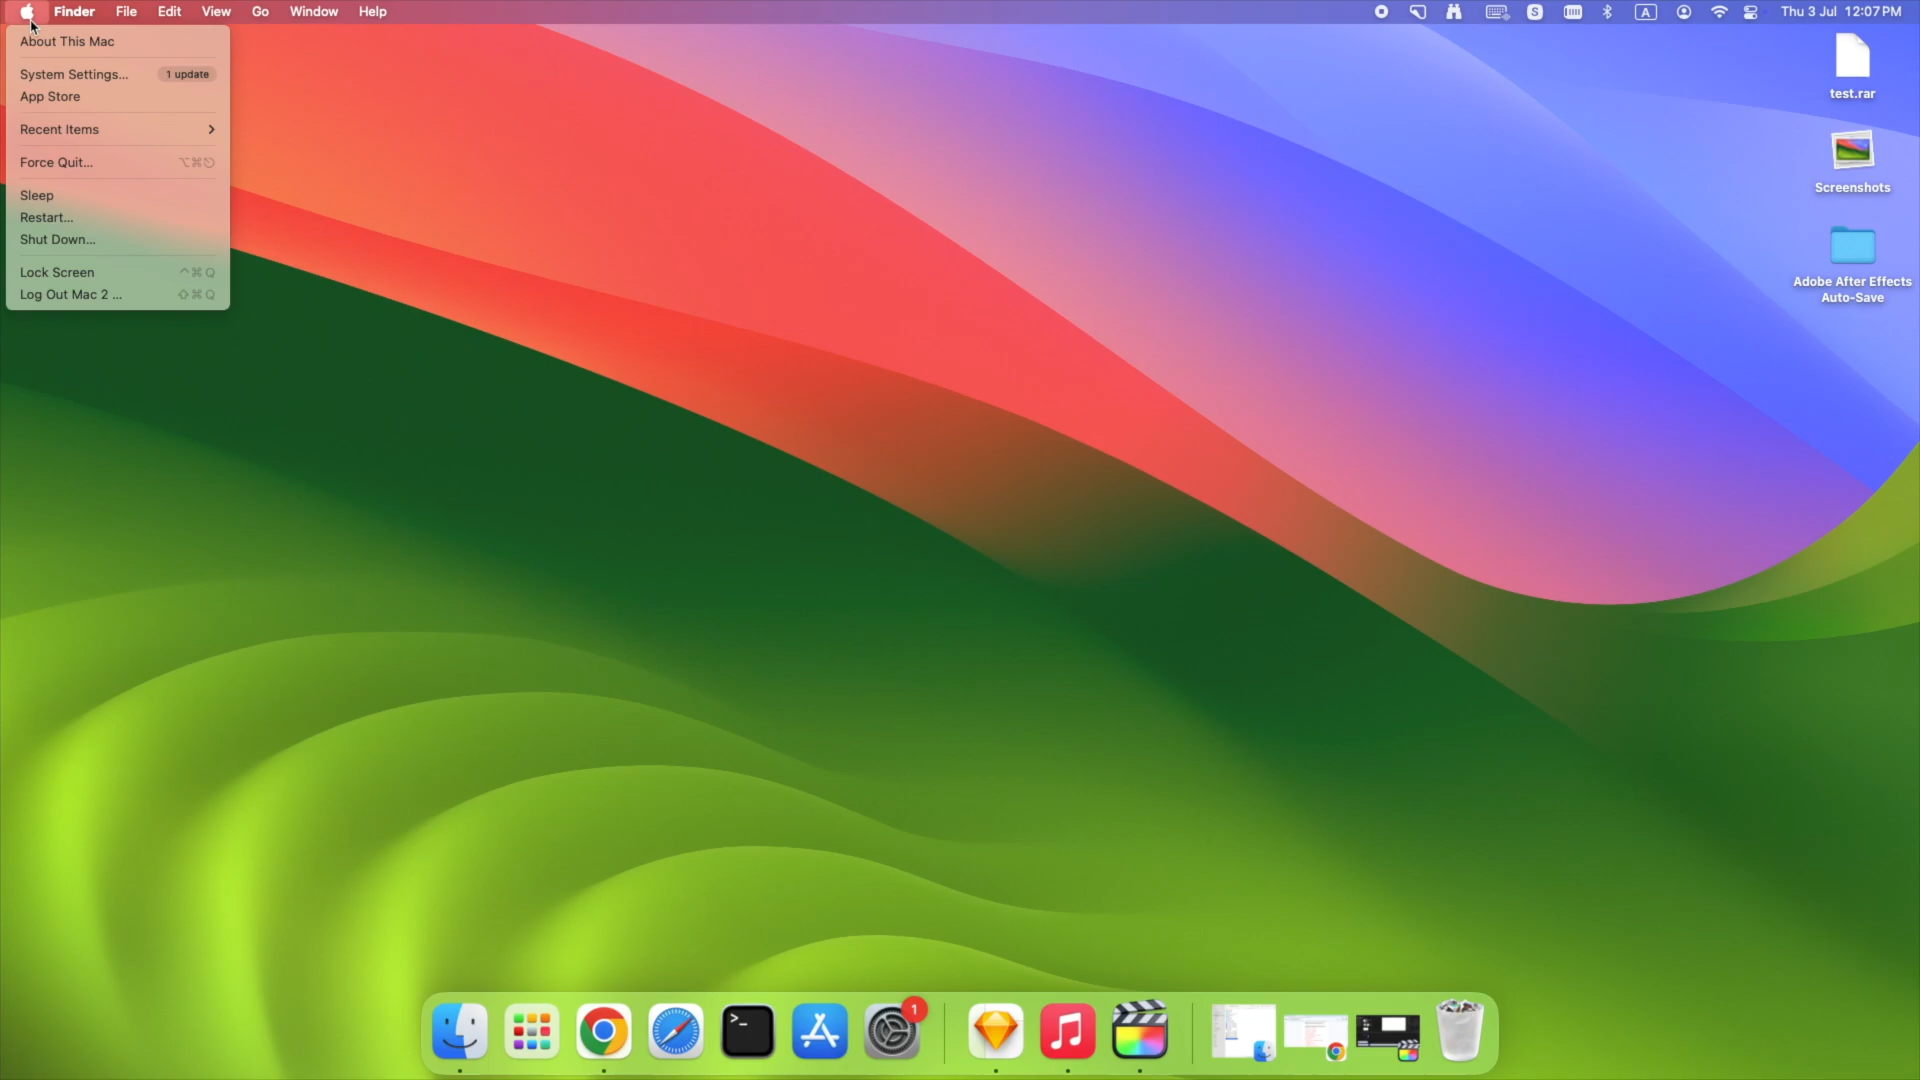 Finder File Edit View Go Window Help
S A Thu 3 Jul 12:07 PM
About This Mac
System Settings... 1 update
App Store
Recent Items
Force Quit... ⌥⌘⎋
Sleep
Restart...
Shut Down...
Lock Screen ^⌘Q
Log Out Mac 2 ... ⇧⌘Q
test.rar
Screenshots
Adobe After Effects
Auto-Save
>_
1